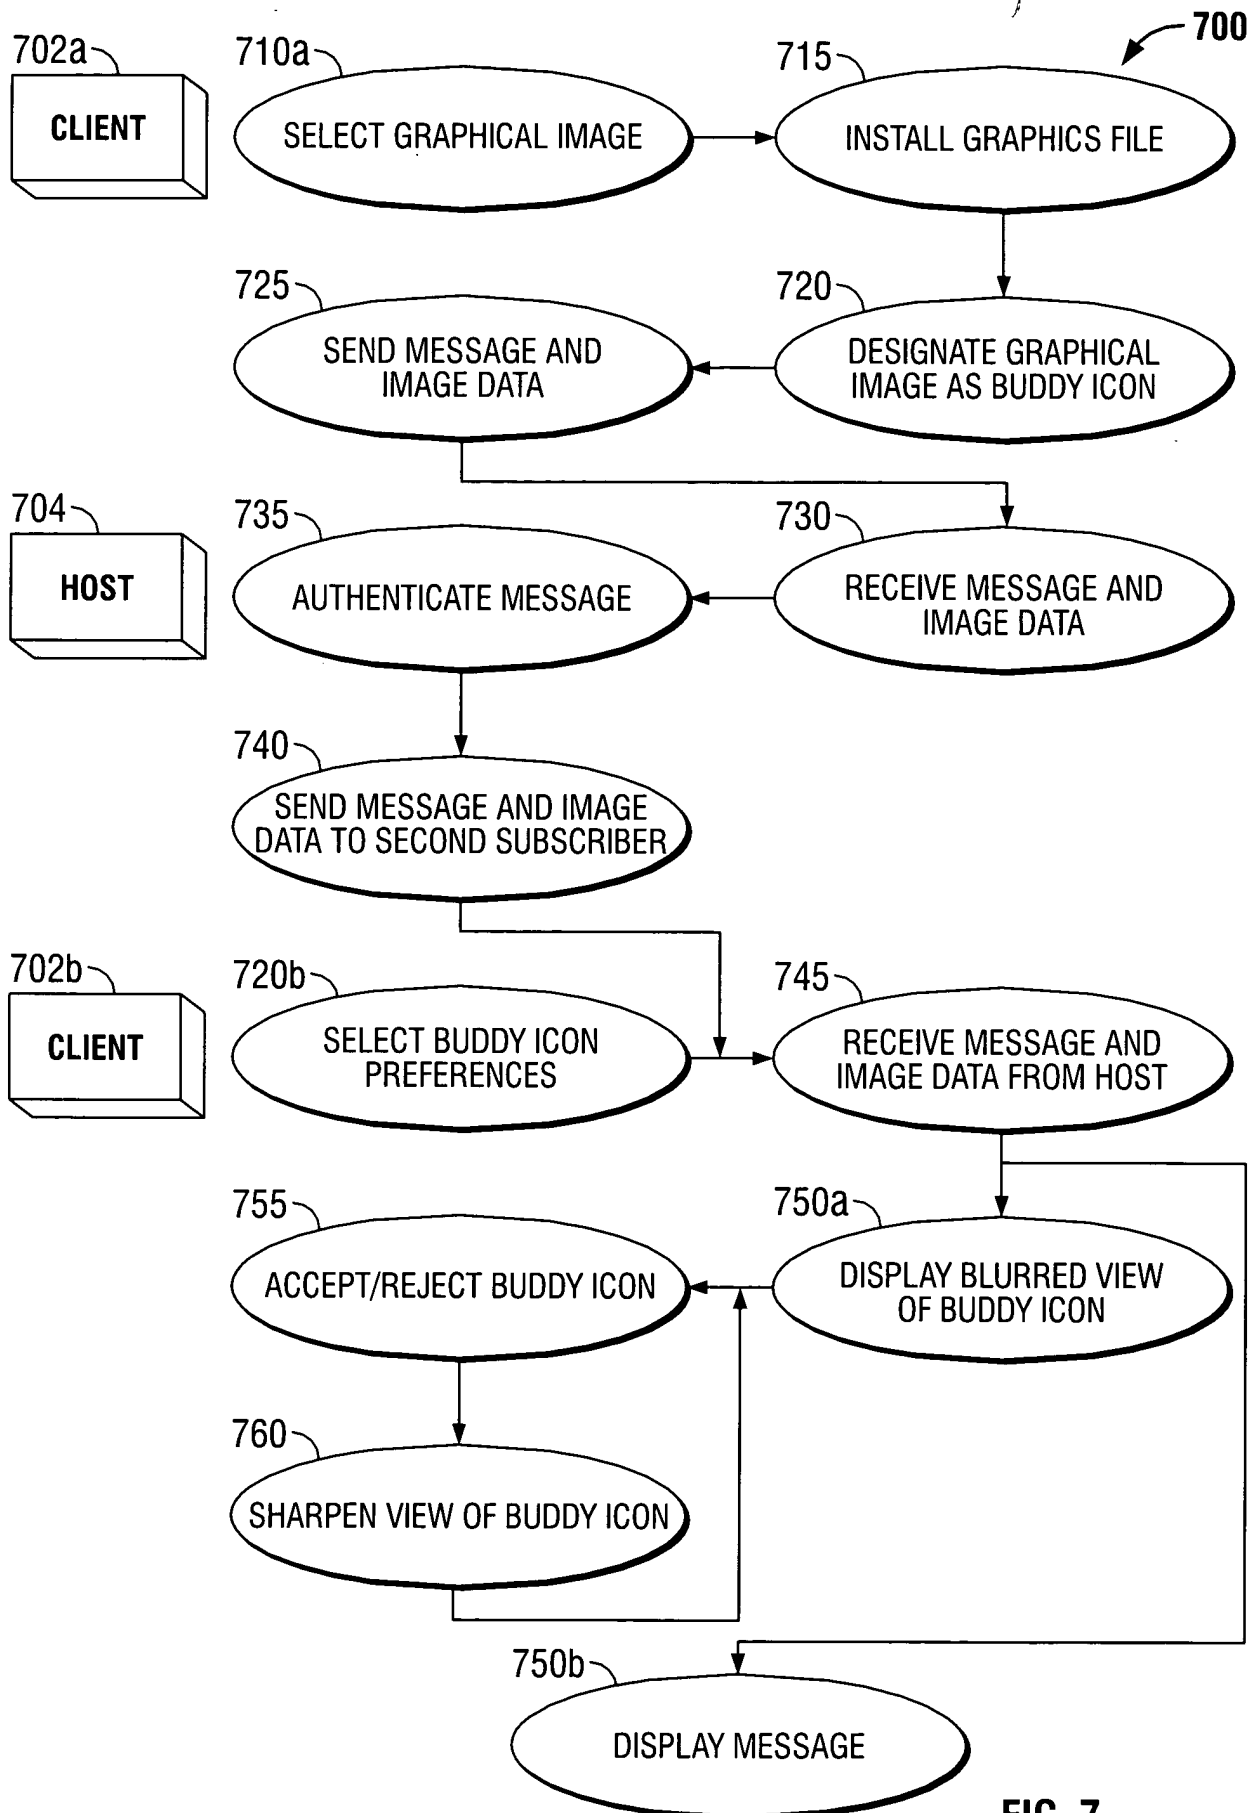 700
702a
CLIENT
710a
SELECT GRAPHICAL IMAGE
715
INSTALL GRAPHICS FILE
725
SEND MESSAGE AND
IMAGE DATA
720
DESIGNATE GRAPHICAL
IMAGE AS BUDDY ICON
704
HOST
735
AUTHENTICATE MESSAGE
730
RECEIVE MESSAGE AND
IMAGE DATA
740
SEND MESSAGE AND IMAGE
DATA TO SECOND SUBSCRIBER
702b
CLIENT
720b
SELECT BUDDY ICON
PREFERENCES
745
RECEIVE MESSAGE AND
IMAGE DATA FROM HOST
755
ACCEPT/REJECT BUDDY ICON
750a
DISPLAY BLURRED VIEW
OF BUDDY ICON
760
SHARPEN VIEW OF BUDDY ICON
750b
DISPLAY MESSAGE
FIG. 7